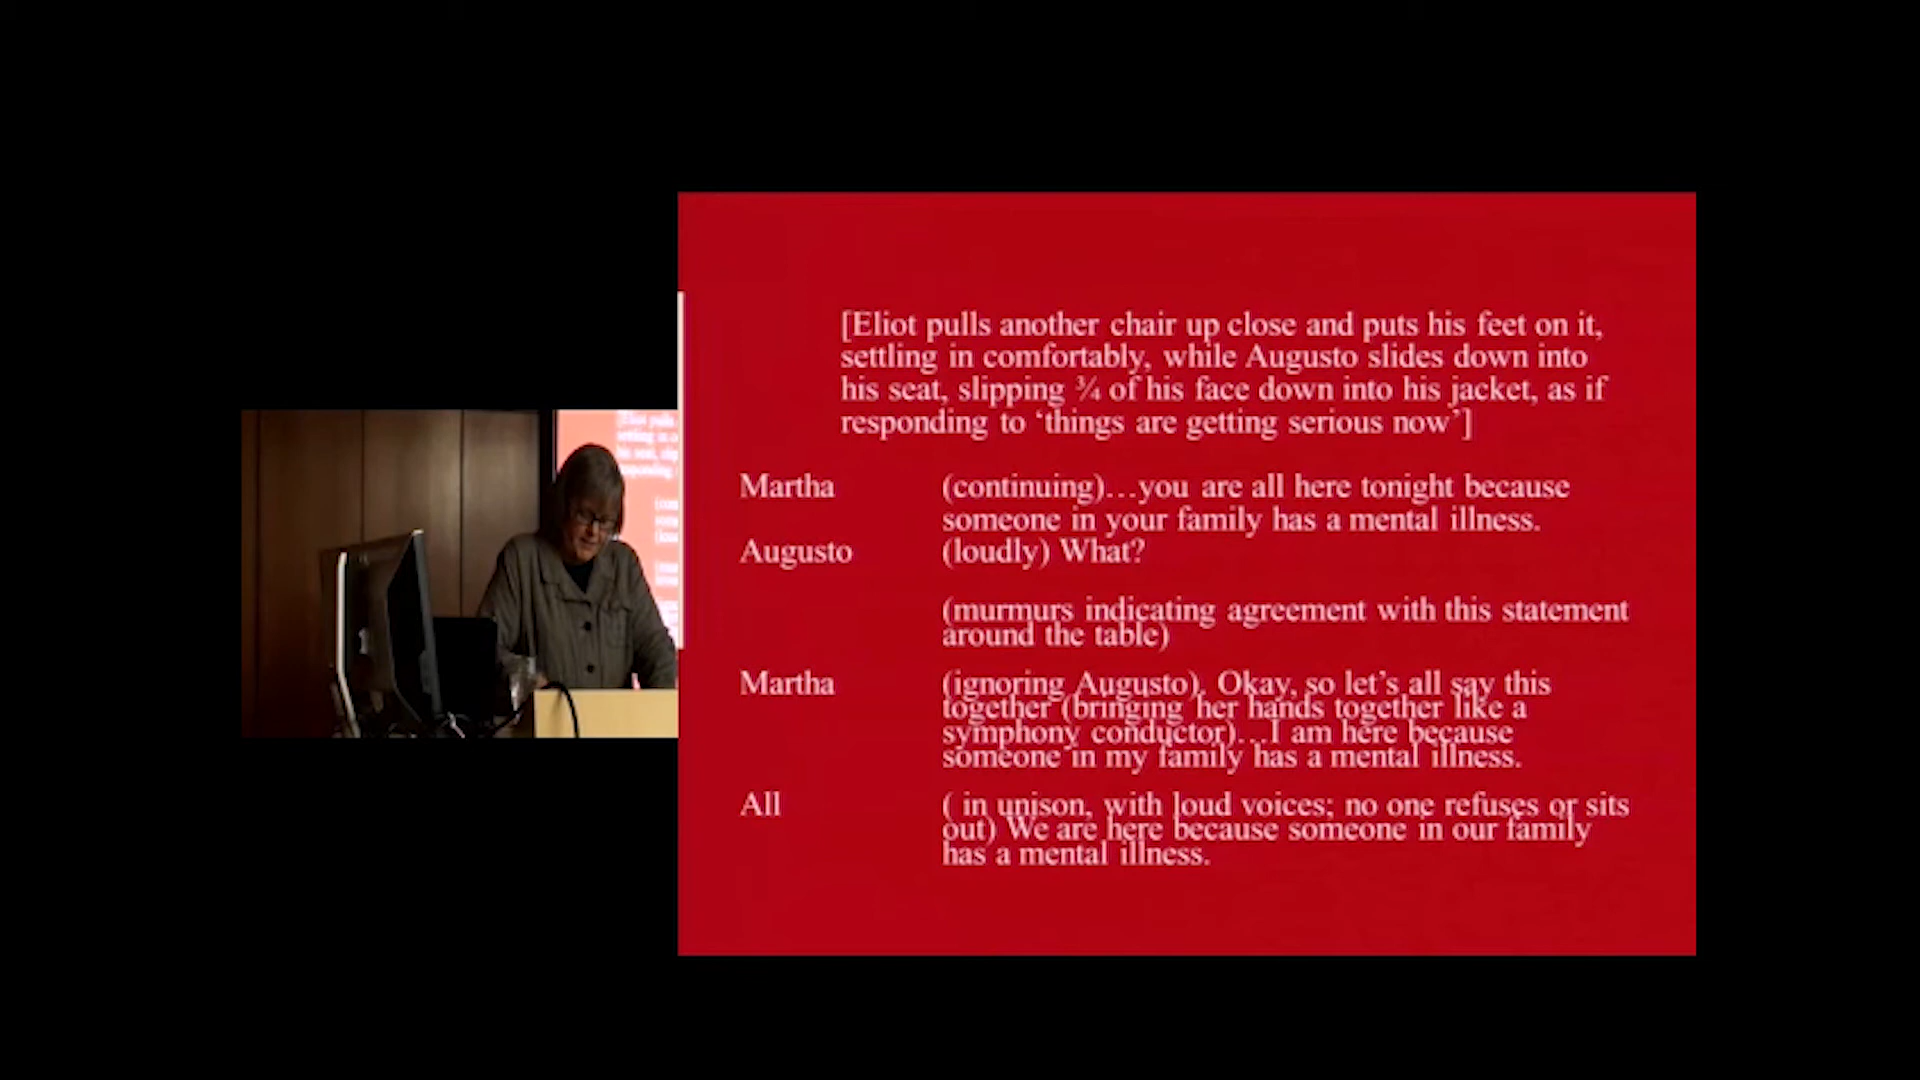 [Eliot pulls another chair up close and puts his feet on it,
settling in comfortably, while Augusto slides down into
his seat, slipping ¾ of his face down into his jacket, as if
responding to ‘things are getting serious now’]
Martha (continuing)…you are all here tonight because
someone in your family has a mental illness.
Augusto (loudly) What?
(murmurs indicating agreement with this statement
around the table)
Martha (ignoring Augusto). Okay, so let’s all say this
together (bringing her hands together like a
symphony conductor)…I am here because
someone in my family has a mental illness.
All ( in unison, with loud voices; no one refuses or sits
out) We are here because someone in our family
has a mental illness.